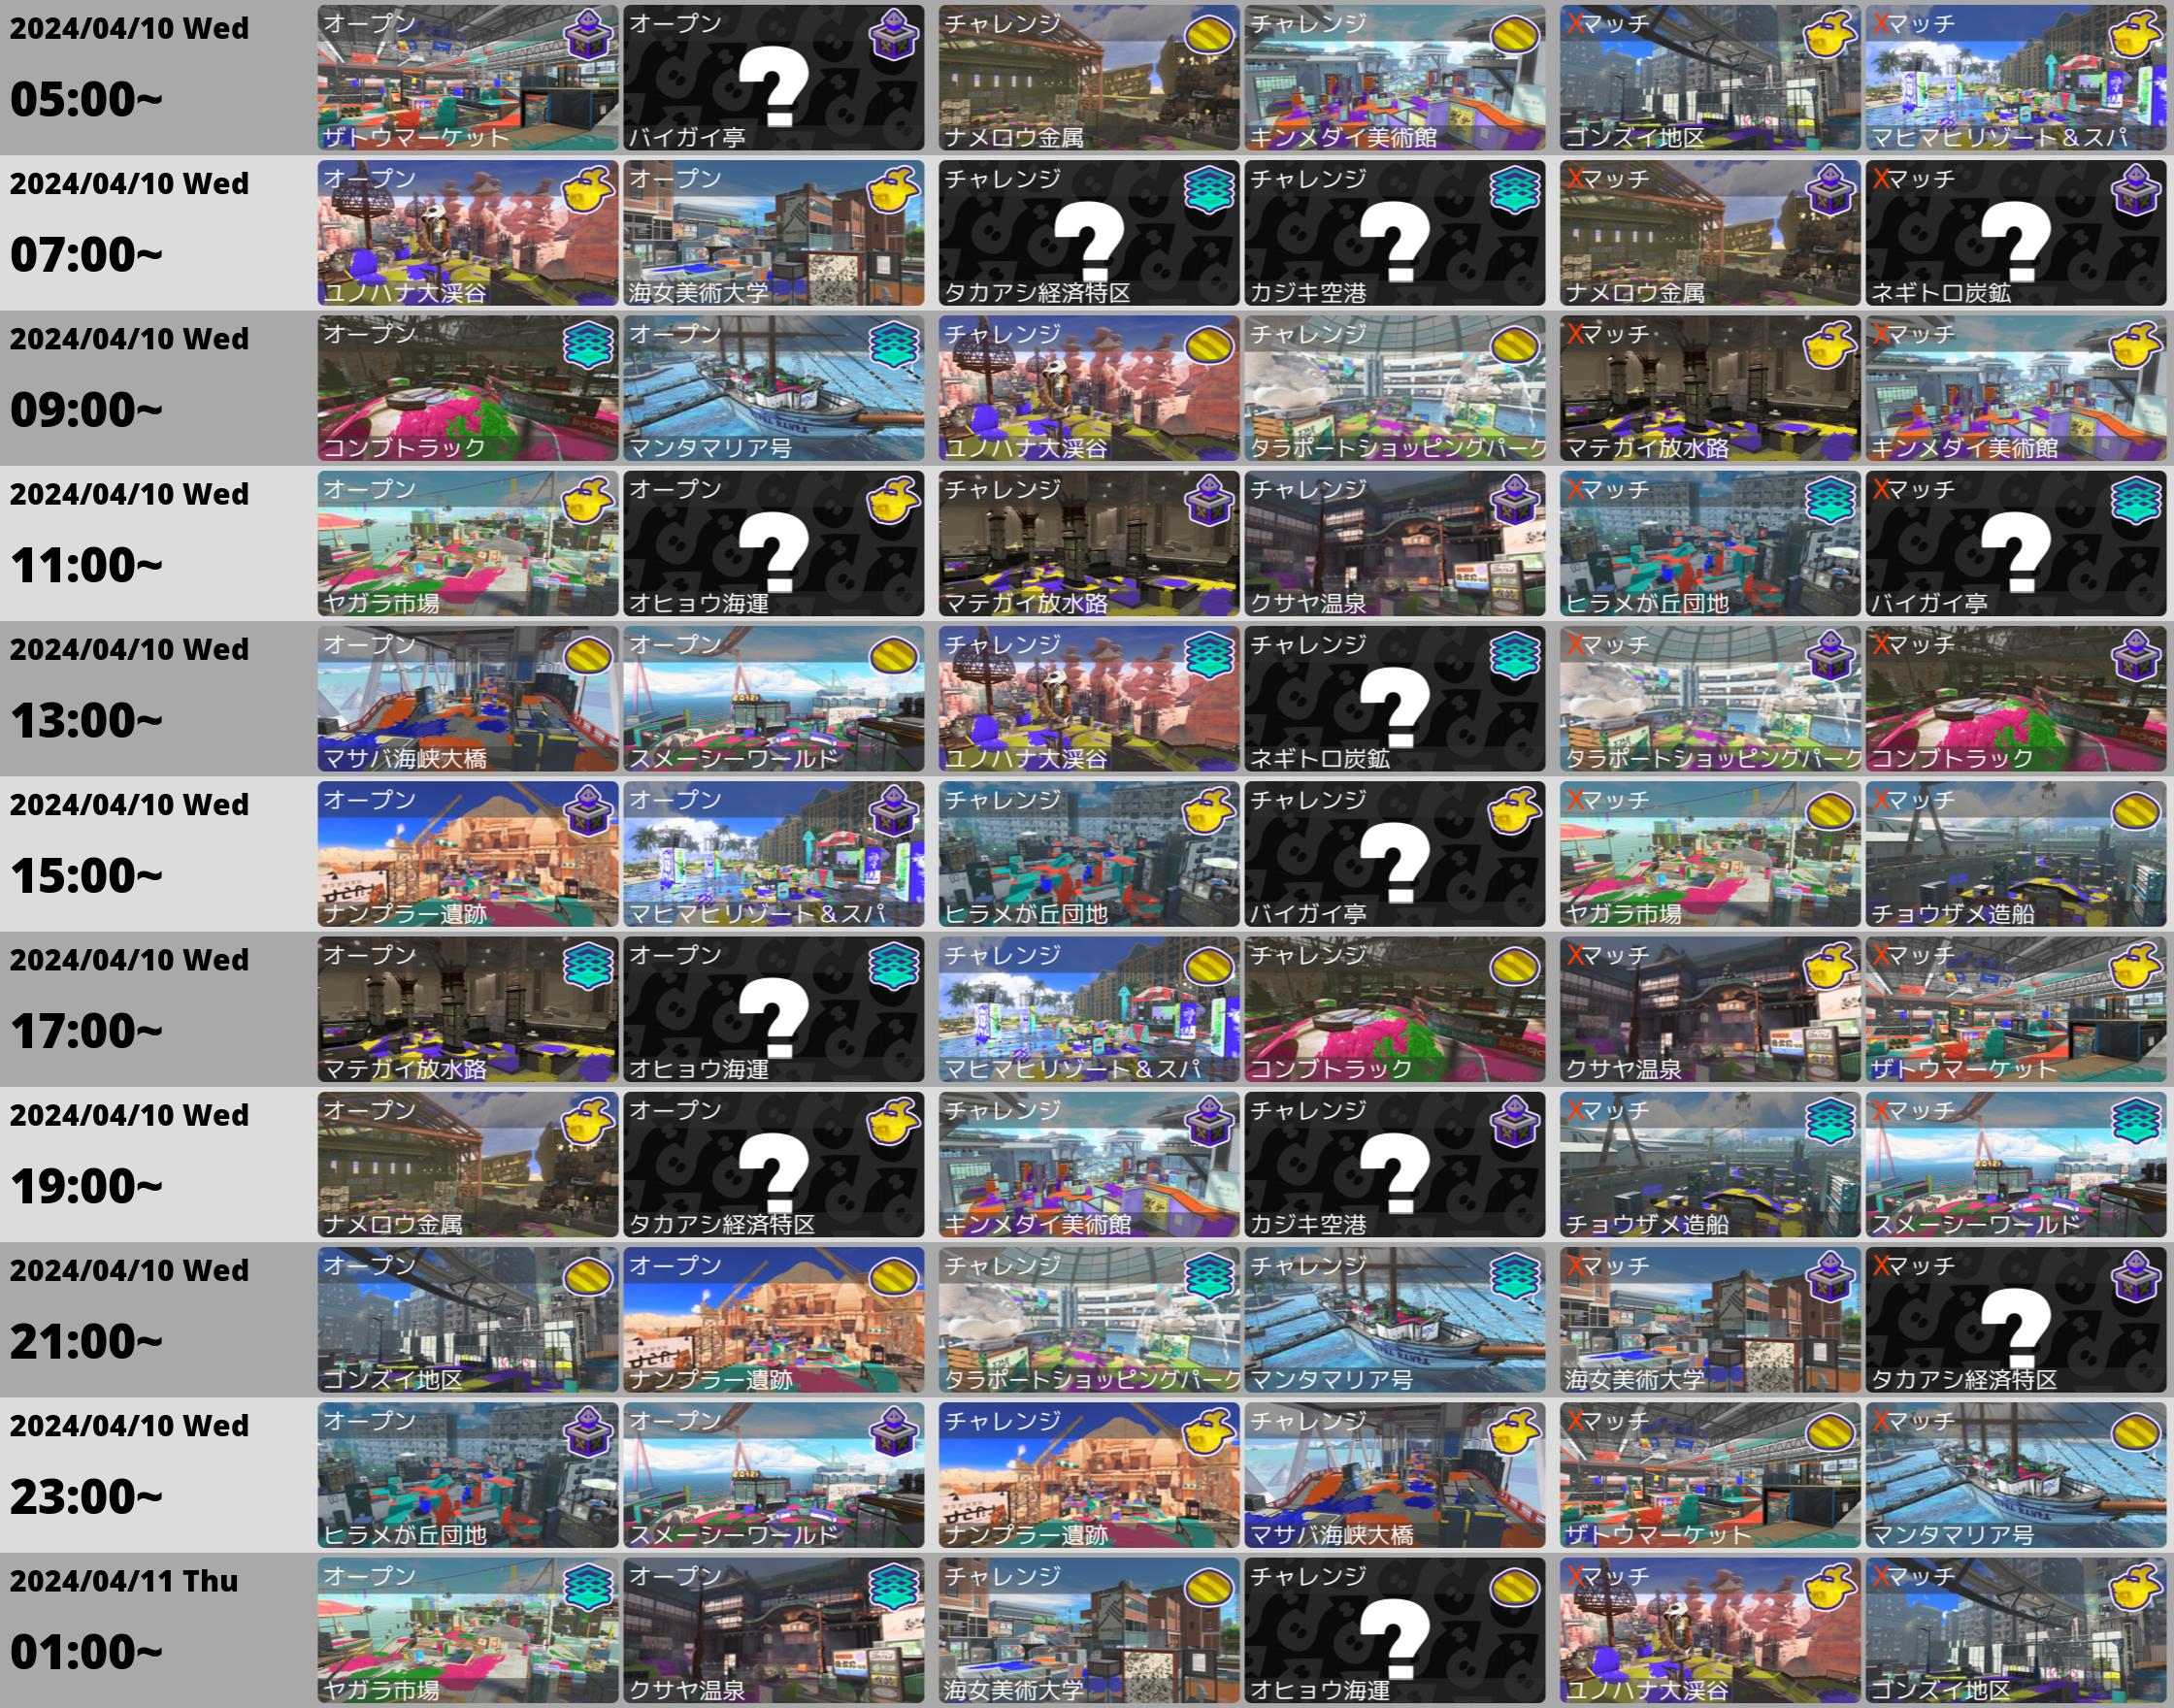 2024/04/10 Wed
05:00~
オープン オープン チャレンジ チャレンジ Xマッチ Xマッチ
ザトウマーケット バイガイ亭 ナメロウ金属 キンメダイ美術館 ゴンズイ地区 マヒマヒリゾート&スパ
2024/04/10 Wed
07:00~
オープン オープン チャレンジ チャレンジ Xマッチ Xマッチ
ユノハナ大渓谷 海女美術大学 タカアシ経済特区 カジキ空港 ナメロウ金属 ネギトロ炭鉱
2024/04/10 Wed
09:00~
オープン オープン チャレンジ チャレンジ Xマッチ Xマッチ
コンブトラック マンタマリア号 ユノハナ大渓谷 タラポートショッピングパーク マテガイ放水路 キンメダイ美術館
2024/04/10 Wed
11:00~
オープン オープン チャレンジ チャレンジ Xマッチ Xマッチ
ヤガラ市場 オヒョウ海運 マテガイ放水路 クサヤ温泉 ヒラメが丘団地 バイガイ亭
2024/04/10 Wed
13:00~
オープン オープン チャレンジ チャレンジ Xマッチ Xマッチ
マサバ海峡大橋 スメーシーワールド ユノハナ大渓谷 ネギトロ炭鉱 タラポートショッピングパーク コンブトラック
2024/04/10 Wed
15:00~
オープン オープン チャレンジ チャレンジ Xマッチ Xマッチ
ナンプラー遺跡 マヒマヒリゾート&スパ ヒラメが丘団地 バイガイ亭 ヤガラ市場 チョウザメ造船
2024/04/10 Wed
17:00~
オープン オープン チャレンジ チャレンジ Xマッチ Xマッチ
マテガイ放水路 オヒョウ海運 マヒマヒリゾート&スパ コンブトラック クサヤ温泉 ザトウマーケット
2024/04/10 Wed
19:00~
オープン オープン チャレンジ チャレンジ Xマッチ Xマッチ
ナメロウ金属 タカアシ経済特区 キンメダイ美術館 カジキ空港 チョウザメ造船 スメーシーワールド
2024/04/10 Wed
21:00~
オープン オープン チャレンジ チャレンジ Xマッチ Xマッチ
ゴンズイ地区 ナンプラー遺跡 タラポートショッピングパーク マンタマリア号 海女美術大学 タカアシ経済特区
2024/04/10 Wed
23:00~
オープン オープン チャレンジ チャレンジ Xマッチ Xマッチ
ヒラメが丘団地 スメーシーワールド ナンプラー遺跡 マサバ海峡大橋 ザトウマーケット マンタマリア号
2024/04/11 Thu
01:00~
オープン オープン チャレンジ チャレンジ Xマッチ Xマッチ
ヤガラ市場 クサヤ温泉 海女美術大学 オヒョウ海運 ユノハナ大渓谷 ゴンズイ地区